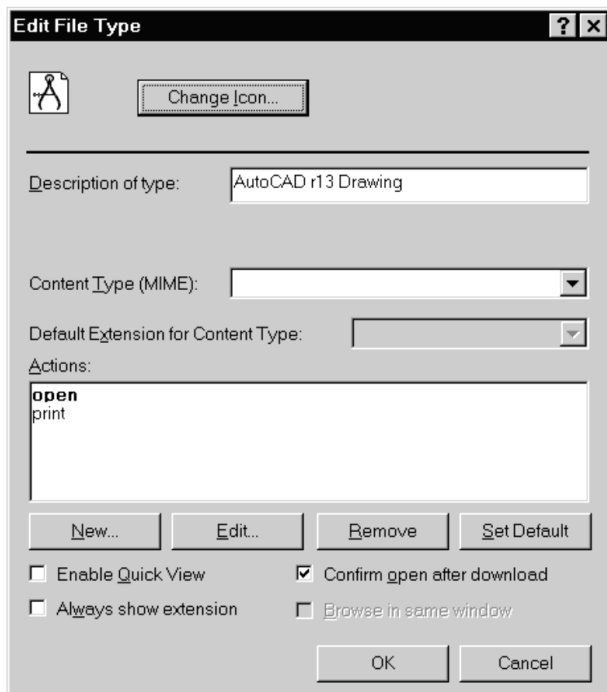 Edit File Type
Change Icon...
Description of type: AutoCAD r13 Drawing
Content Type (MIME):
Default Extension for Content Type:
Actions:
open
print
New... Edit... Remove Set Default
Enable Quick View Confirm open after download
Always show extension Browse in same window
OK Cancel